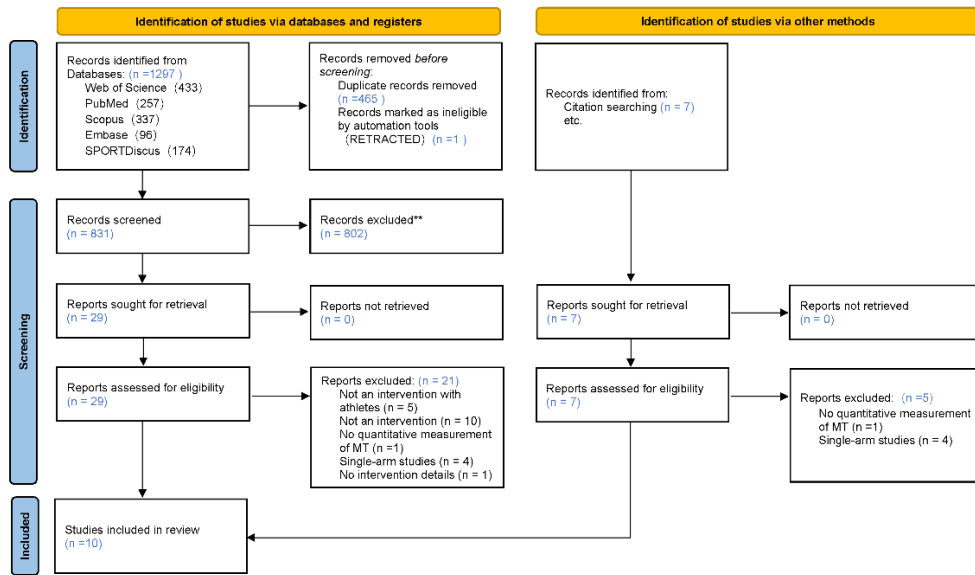 Identification of studies via databases and registers
Identification of studies via other methods
Identification
Records identified from
Databases: (n =1297 )
Web of Science (433)
PubMed (257)
Scopus (337)
Embase (96)
SPORTDiscus (174)
Records removed before
screening:
Duplicate records removed
(n =465)
Records marked as ineligible
by automation tools
(RETRACTED) (n =1 )
Records identified from:
Citation searching (n = 7)
etc.
Screening
Records screened
(n = 831)
Records excluded**
(n = 802)
Reports sought for retrieval
(n = 29)
Reports not retrieved
(n = 0)
Reports sought for retrieval
(n = 7)
Reports not retrieved
(n = 0)
Reports assessed for eligibility
(n = 29)
Reports excluded: (n = 21)
Not an intervention with
athletes (n = 5)
Not an intervention (n = 10)
No quantitative measurement
of MT (n =1)
Single-arm studies (n = 4)
No intervention details (n = 1)
Reports assessed for eligibility
(n = 7)
Reports excluded: (n =5)
No quantitative measurement
of MT (n =1)
Single-arm studies (n = 4)
Included
Studies included in review
(n =10)